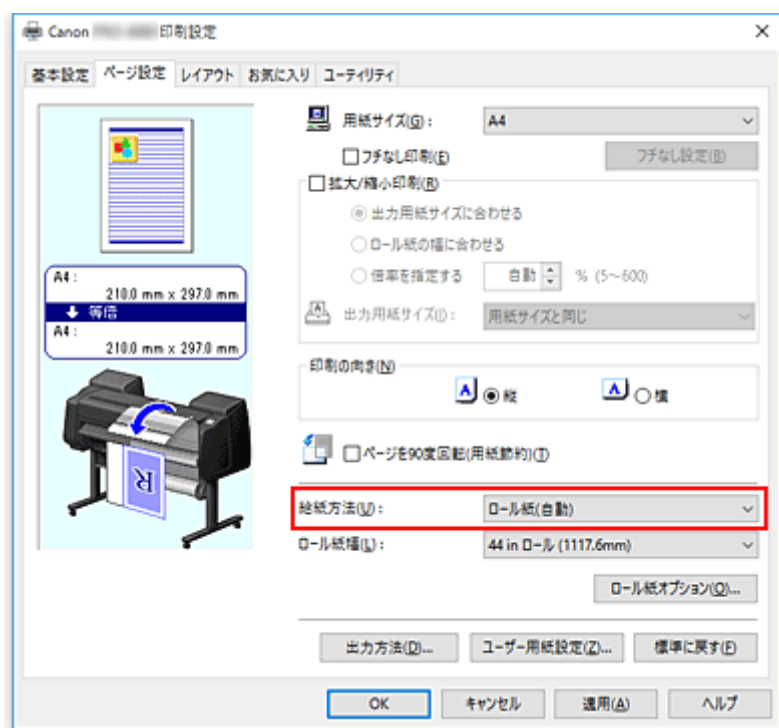 Canon 印刷設定
基本設定 ページ設定 レイアウト お気に入り ユーティリティ
用紙サイズ(G): A4
フチなし印刷(E) フチなし設定(B)
拡大/縮小印刷(R)
出力用紙サイズに合わせる
ロール紙の幅に合わせる
倍率を指定する 自動 % (5～600)
出力用紙サイズ(I): 用紙サイズと同じ
A4 :
210.0 mm x 297.0 mm
等倍
A4 :
210.0 mm x 297.0 mm
印刷の向き(N)
A 縦 A 横
ページを90度回転(用紙節約)(T)
R
給紙方法(U): ロール紙(自動)
ロール紙幅(L): 44 in ロール (1117.6mm)
ロール紙オプション(O)...
出力方法(D)... ユーザー用紙設定(Z)... 標準に戻す(F)
OK キャンセル 適用(A) ヘルプ